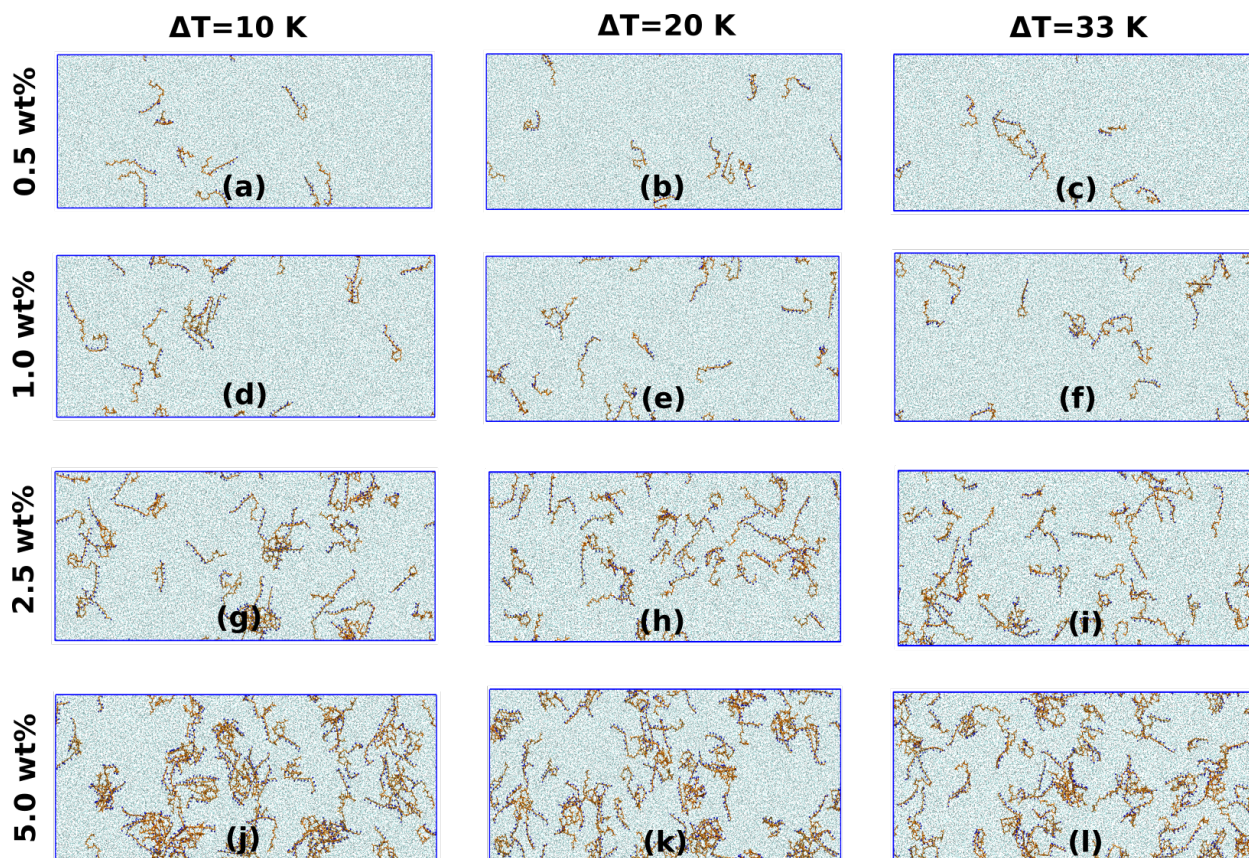 ΔT=10 K
ΔT=20 K
ΔT=33 K
0.5 wt%
(a)
(b)
(c)
1.0 wt%
(d)
(e)
(f)
2.5 wt%
(g)
(h)
(i)
5.0 wt%
(j)
(k)
(l)